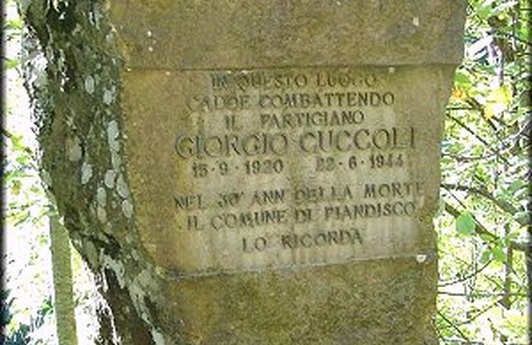 IN QUESTO LUOGO
CADDE COMBATTENDO
IL PARTIGIANO
GIORGIO CUCCOLI
15·9·1920 22·6·1944
NEL 30° ANN DELLA MORTE
IL COMUNE DI PIANDISCO
LO RICORDA